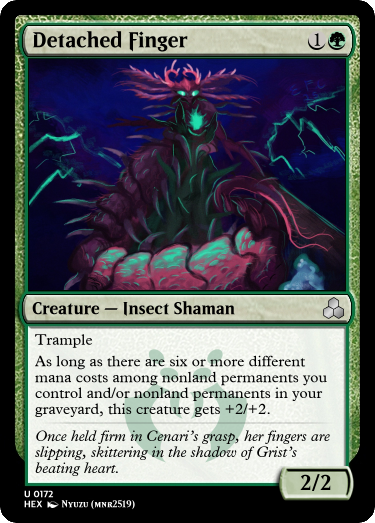 Detached Finger 1
Creature — Insect Shaman
Trample
As long as there are six or more different
mana costs among nonland permanents you
control and/or nonland permanents in your
graveyard, this creature gets +2/+2.
Once held firm in Cenari's grasp, her fingers are
slipping, skittering in the shadow of Grist's
beating heart.
2/2
U 0172
HEX Nyuzu (mnr2519)